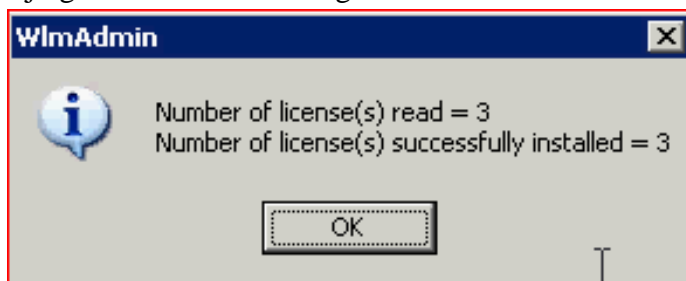 WlmAdmin
Number of license(s) read = 3
Number of license(s) successfully installed = 3
OK